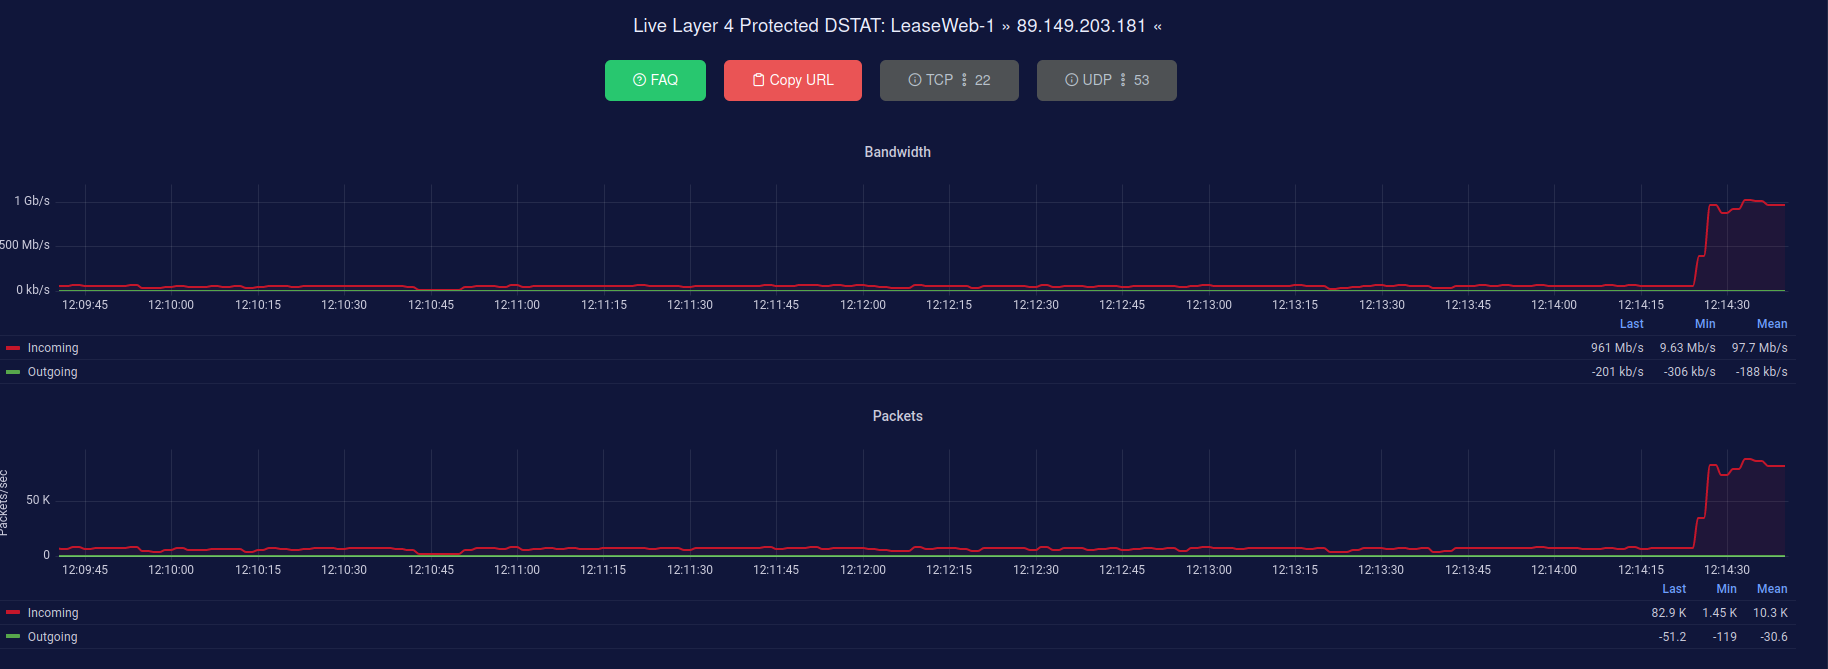 Live Layer 4 Protected DSTAT: LeaseWeb-1 » 89.149.203.181 «
FAQ
Copy URL
TCP ⋮ 22
UDP ⋮ 53
Bandwidth
1 Gb/s
500 Mb/s
0 kb/s
12:09:45 12:10:00 12:10:15 12:10:30 12:10:45 12:11:00 12:11:15 12:11:30 12:11:45 12:12:00 12:12:15 12:12:30 12:12:45 12:13:00 12:13:15 12:13:30 12:13:45 12:14:00 12:14:15 12:14:30
Last Min Mean
Incoming 961 Mb/s 9.63 Mb/s 97.7 Mb/s
Outgoing -201 kb/s -306 kb/s -188 kb/s
Packets
Packets/sec
50 K
0
12:09:45 12:10:00 12:10:15 12:10:30 12:10:45 12:11:00 12:11:15 12:11:30 12:11:45 12:12:00 12:12:15 12:12:30 12:12:45 12:13:00 12:13:15 12:13:30 12:13:45 12:14:00 12:14:15 12:14:30
Last Min Mean
Incoming 82.9 K 1.45 K 10.3 K
Outgoing -51.2 -119 -30.6